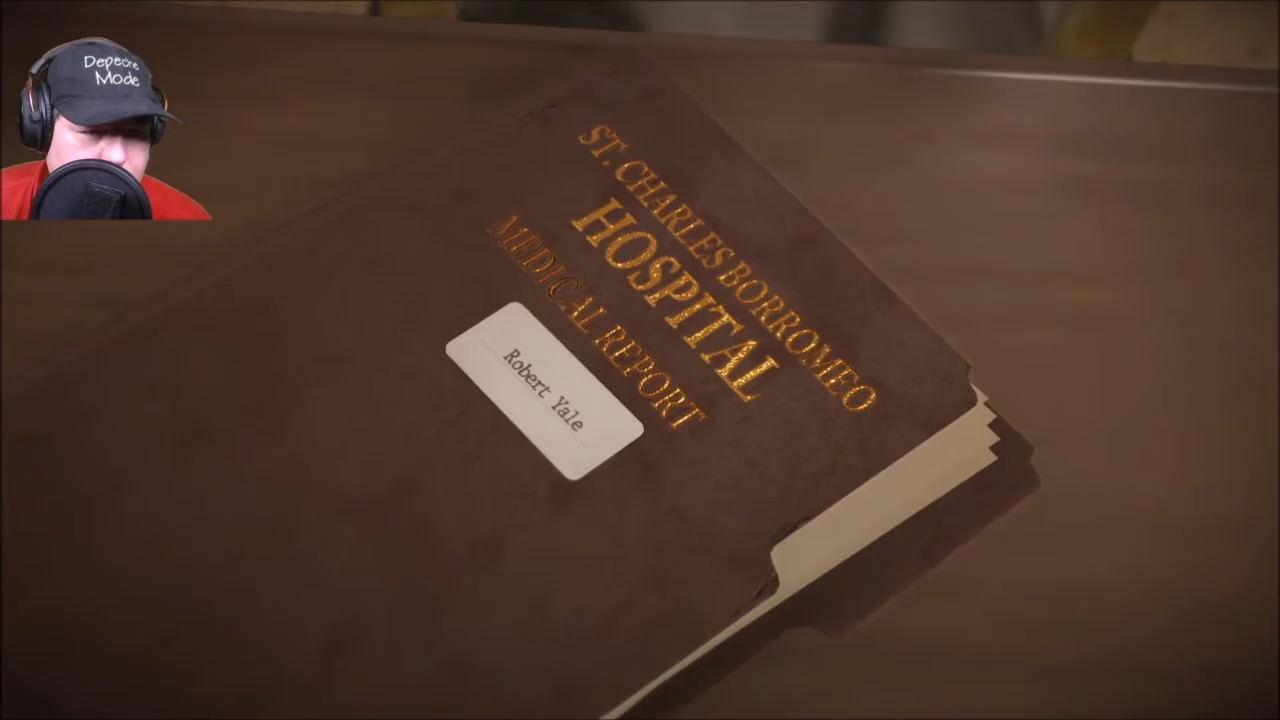 Depeche
Mode
ST. CHARLES BORROMEO
HOSPITAL
MEDICAL REPORT
Robert Yale